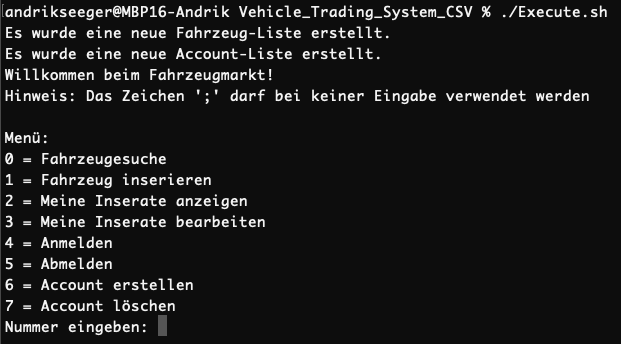 andrikseeger@MBP16-Andrik Vehicle_Trading_System_CSV % ./Execute.sh
Es wurde eine neue Fahrzeug-Liste erstellt.
Es wurde eine neue Account-Liste erstellt.
Willkommen beim Fahrzeugmarkt!
Hinweis: Das Zeichen ';' darf bei keiner Eingabe verwendet werden

Menü:
0 = Fahrzeugesuche
1 = Fahrzeug inserieren
2 = Meine Inserate anzeigen
3 = Meine Inserate bearbeiten
4 = Anmelden
5 = Abmelden
6 = Account erstellen
7 = Account löschen
Nummer eingeben: